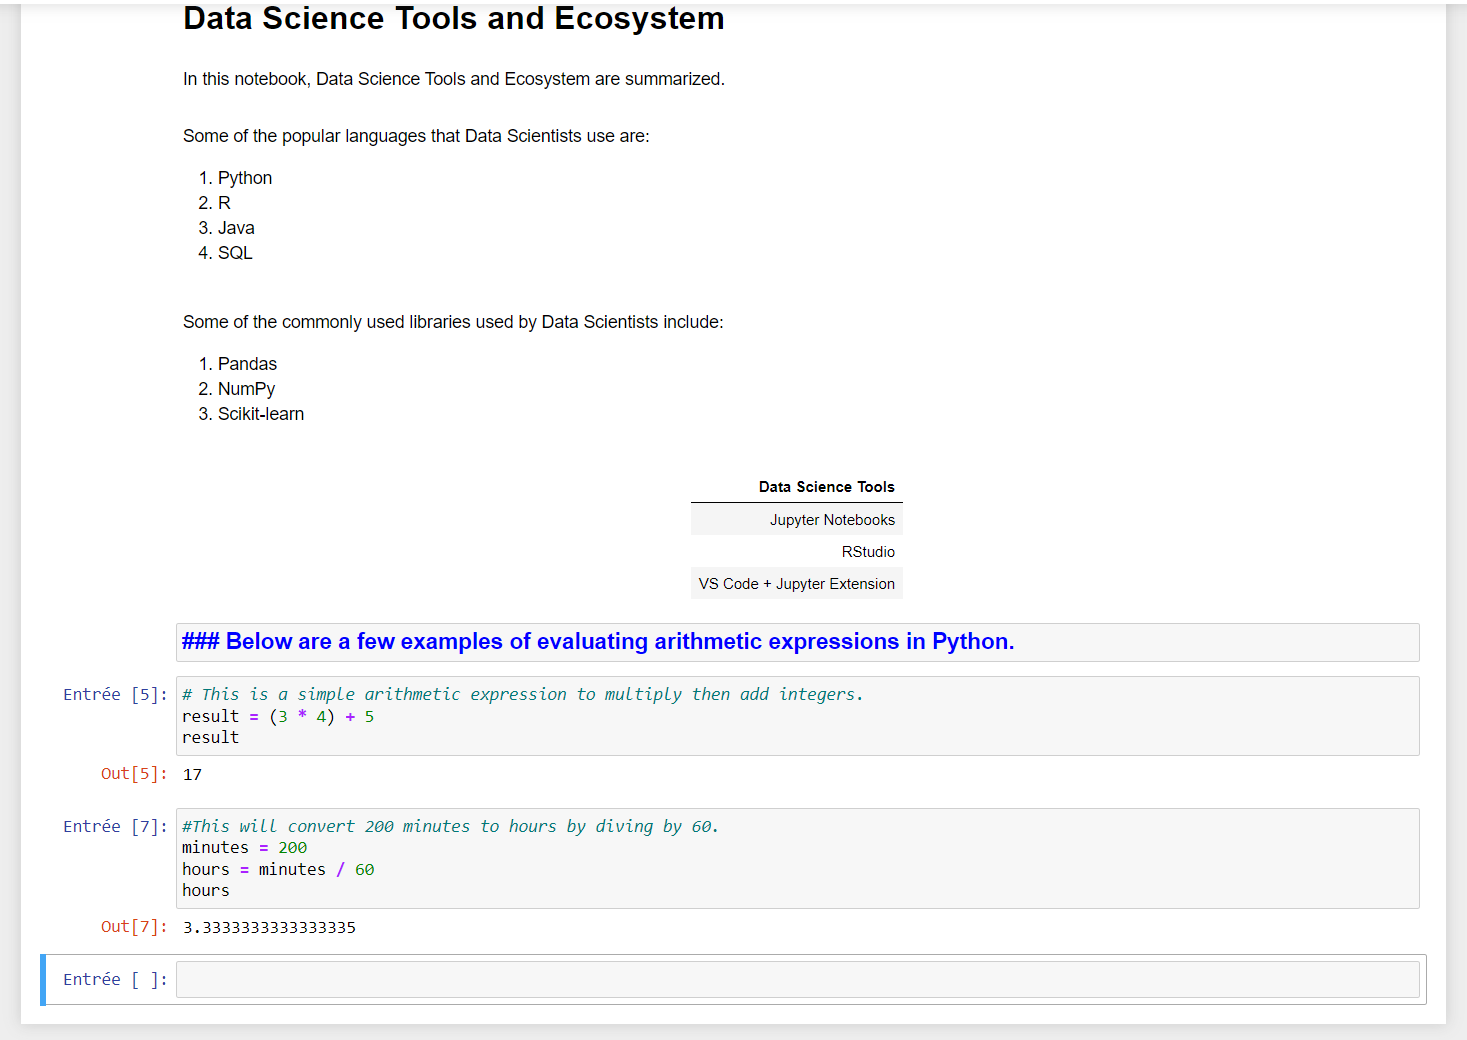 Data Science Tools and Ecosystem
In this notebook, Data Science Tools and Ecosystem are summarized.
Some of the popular languages that Data Scientists use are:
1. Python
2. R
3. Java
4. SQL
Some of the commonly used libraries used by Data Scientists include:
1. Pandas
2. NumPy
3. Scikit-learn
Data Science Tools
Jupyter Notebooks
RStudio
VS Code + Jupyter Extension
### Below are a few examples of evaluating arithmetic expressions in Python.
Entrée [5]: # This is a simple arithmetic expression to multiply then add integers.
result = (3 * 4) + 5
result
Out[5]: 17
Entrée [7]: #This will convert 200 minutes to hours by diving by 60.
minutes = 200
hours = minutes / 60
hours
Out[7]: 3.3333333333333335
Entrée [ ]: